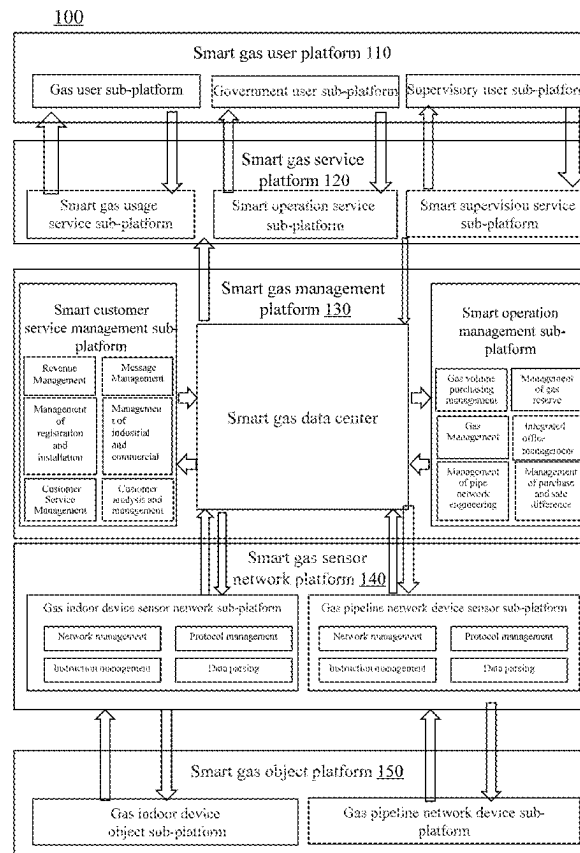 100
Smart gas user platform 110
Gas user sub-platform
Government user sub-platform
Supervisory user sub-platform
Smart gas service
platform 120
Smart gas usage
service sub-platform
Smart operation service
sub-platform
Smart supervision service
sub-platform
Smart gas management
platform 130
Smart customer
service management sub-
platform
Revenue
Management
Message
Management
Management
of
registration and
installation
Management
of
industrial and
commercial
Customer
Service
Management
Customer
analysis and
management
Smart gas data center
Smart operation
management sub-
platform
Gas volume
purchasing
management
Management
of gas
reserve
Gas
Management
Integrated
office
management
Management
of pipe
network
engineering
Management
of purchase
and sale
difference
Smart gas sensor
network platform 140
Gas indoor device sensor network sub-platform
Network management
Protocol management
Instruction management
Data parsing
Gas pipeline network device sensor sub-platform
Network management
Protocol management
Instruction management
Data parsing
Smart gas object platform 150
Gas indoor device
object sub-platform
Gas pipeline network device sub-
platform